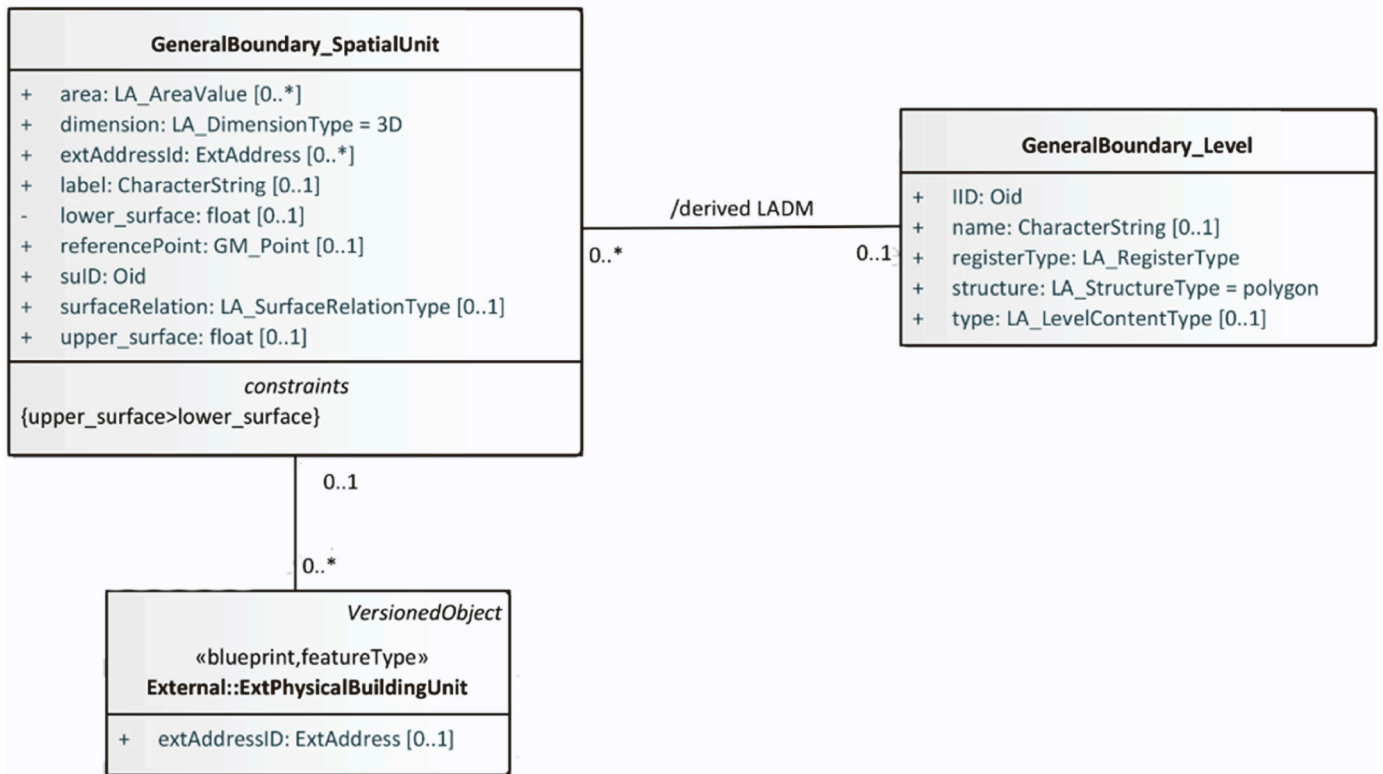 GeneralBoundary_SpatialUnit
+ area: LA_AreaValue [0..*]
+ dimension: LA_DimensionType = 3D
+ extAddressId: ExtAddress [0..*]
+ label: CharacterString [0..1]
- lower_surface: float [0..1]
+ referencePoint: GM_Point [0..1]
+ suID: Oid
+ surfaceRelation: LA_SurfaceRelationType [0..1]
+ upper_surface: float [0..1]
constraints
{upper_surface>lower_surface}
/derived LADM
0..*
0..1
GeneralBoundary_Level
+ lID: Oid
+ name: CharacterString [0..1]
+ registerType: LA_RegisterType
+ structure: LA_StructureType = polygon
+ type: LA_LevelContentType [0..1]
0..1
0..*
VersionedObject
«blueprint,featureType»
External::ExtPhysicalBuildingUnit
+ extAddressID: ExtAddress [0..1]